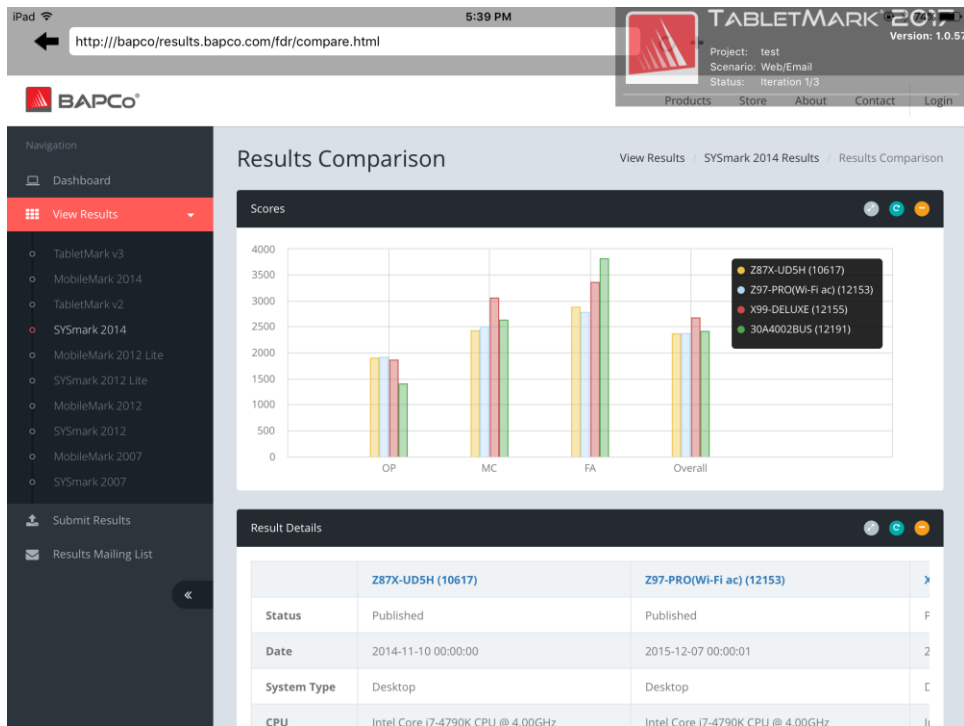 iPad
5:39 PM
74%
http:///bapco/results.bapco.com/fdr/compare.html
TABLETMARK® 2017
Version: 1.0.57
Project: test
Scenario: Web/Email
Status: Iteration 1/3
BAPCo®
Products Store About Contact Login
Navigation
Dashboard
View Results
TabletMark v3
MobileMark 2014
TabletMark v2
SYSmark 2014
MobileMark 2012 Lite
SYSmark 2012 Lite
MobileMark 2012
SYSmark 2012
MobileMark 2007
SYSmark 2007
Submit Results
Results Mailing List
Results Comparison
View Results / SYSmark 2014 Results / Results Comparison
Scores
4000
3500
3000
2500
2000
1500
1000
500
0
OP MC FA Overall
Z87X-UD5H (10617)
Z97-PRO(Wi-Fi ac) (12153)
X99-DELUXE (12155)
30A4002BUS (12191)
Result Details
Z87X-UD5H (10617) Z97-PRO(Wi-Fi ac) (12153)
Status Published Published
Date 2014-11-10 00:00:00 2015-12-07 00:00:01
System Type Desktop Desktop
CPU Intel Core i7-4790K CPU @ 4.00GHz Intel Core i7-4790K CPU @ 4.00GHz